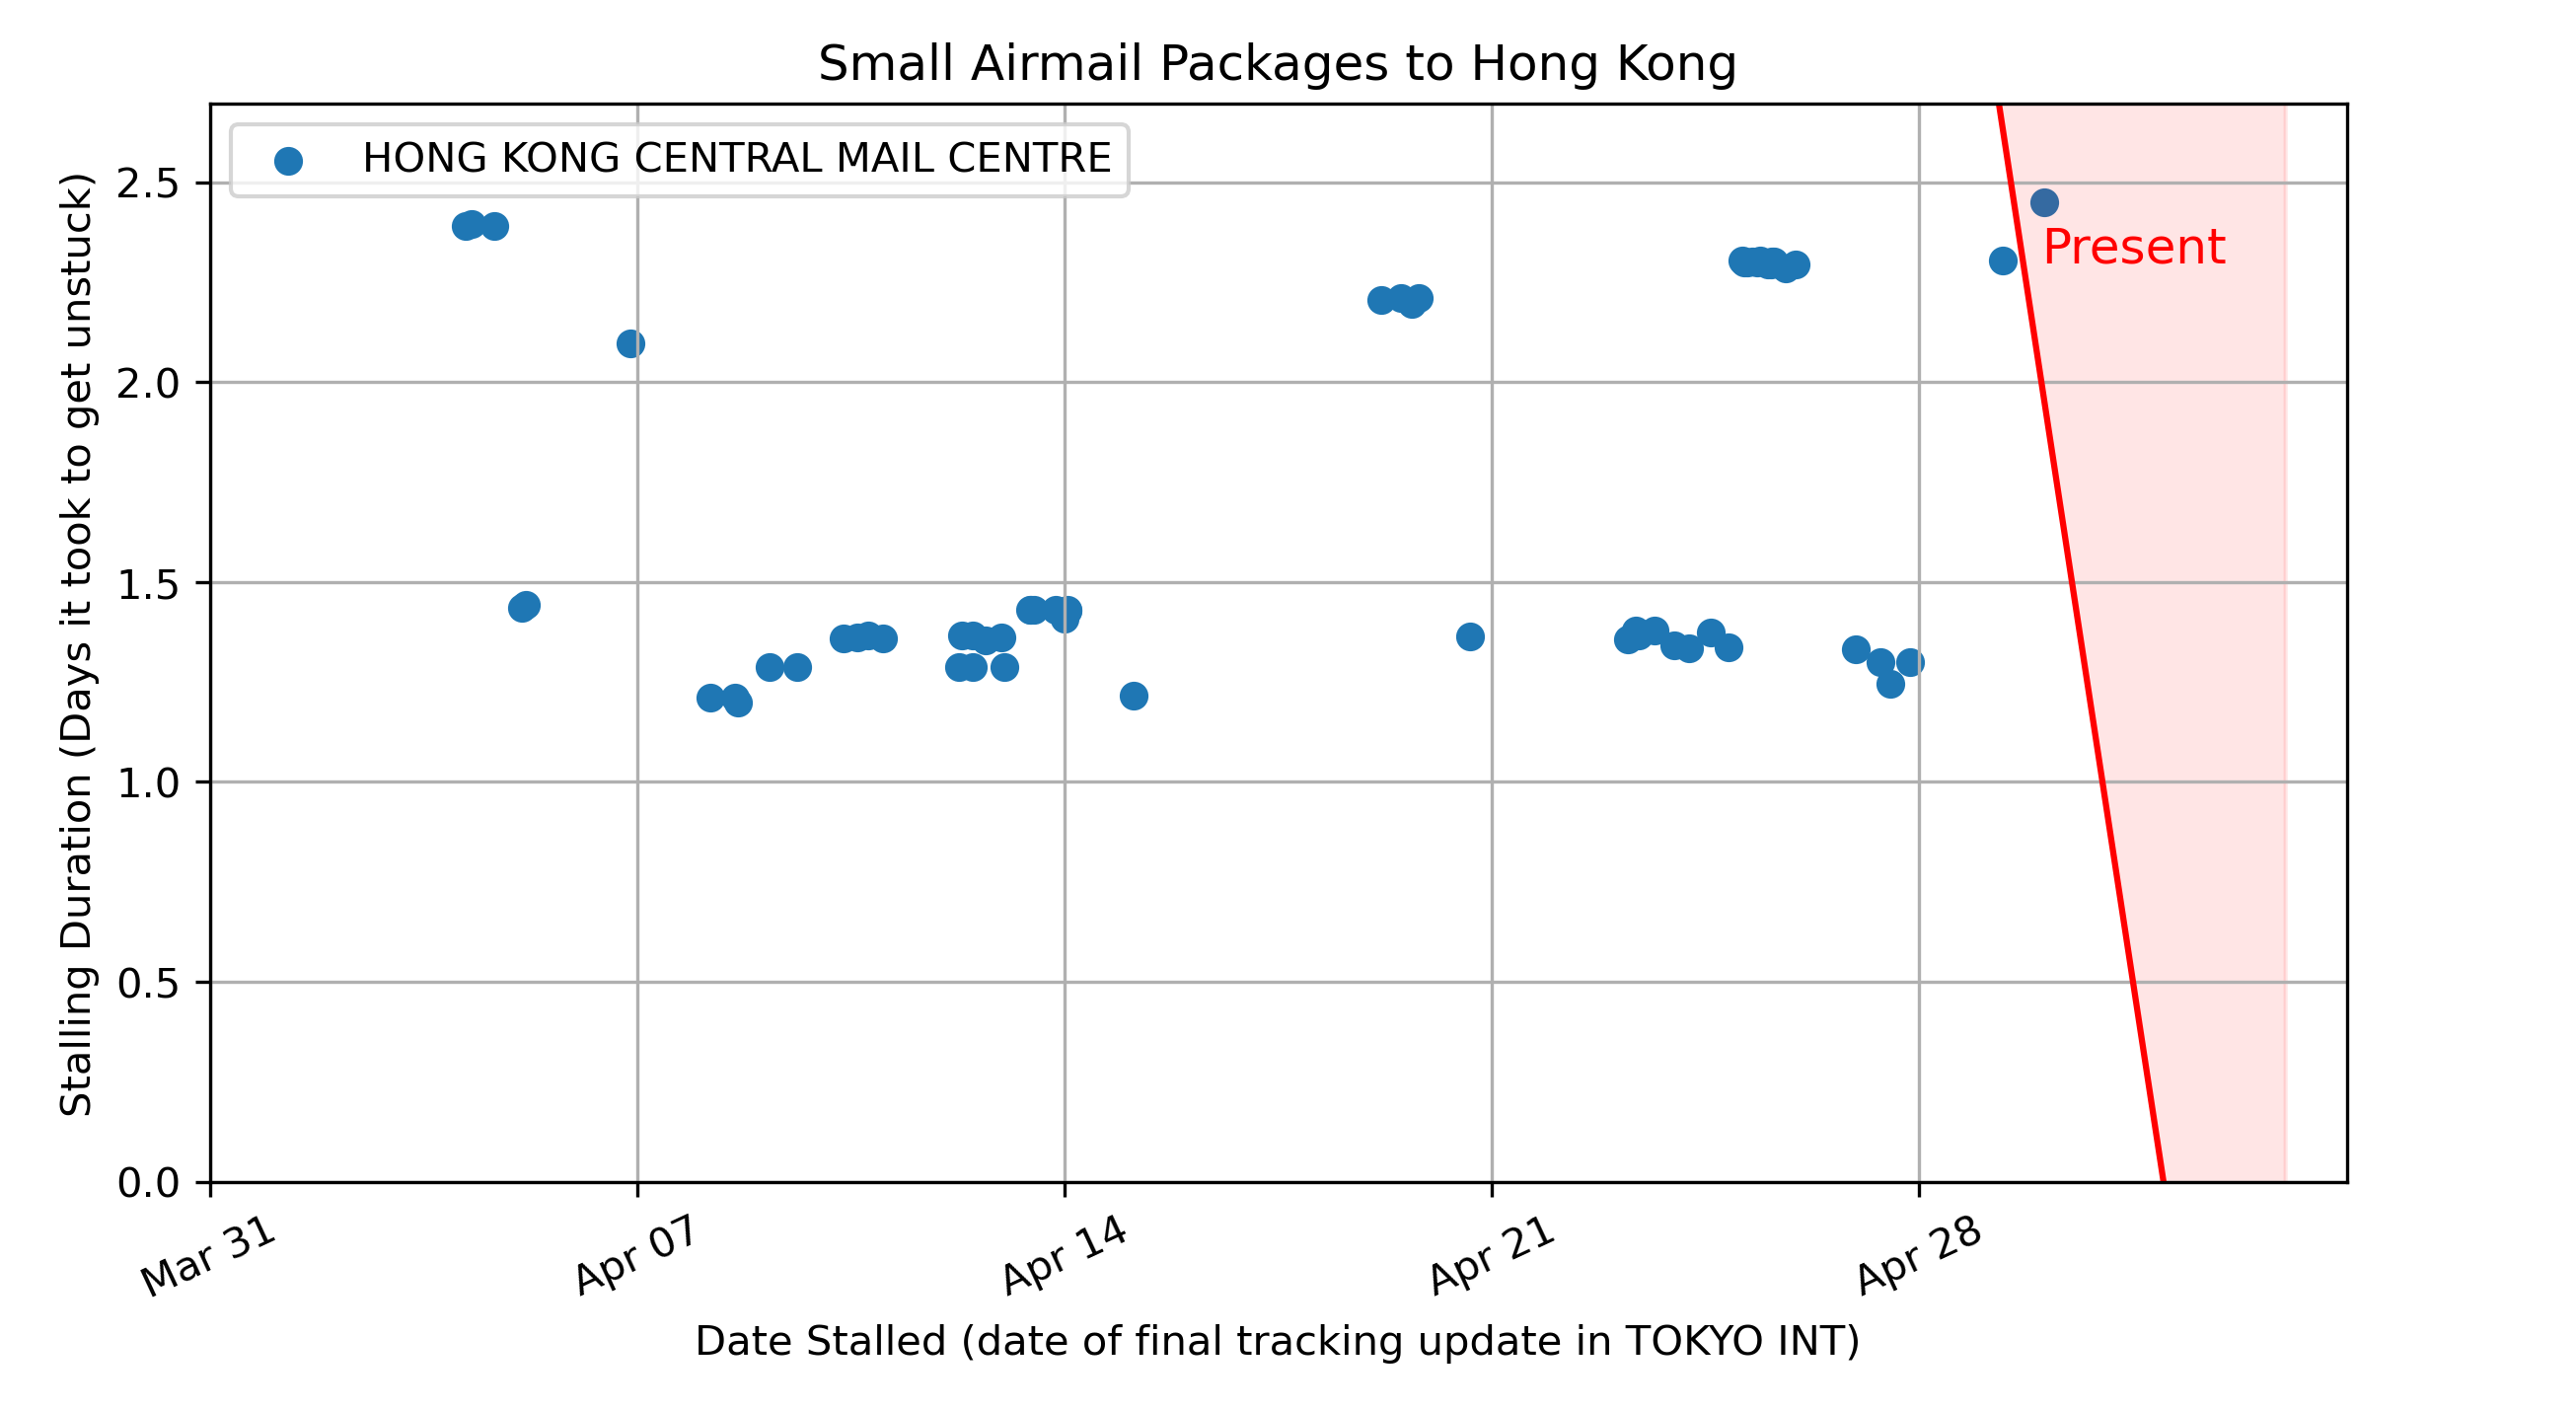 Small Airmail Packages to Hong Kong
HONG KONG CENTRAL MAIL CENTRE
Present
Stalling Duration (Days it took to get unstuck)
2.5
2.0
1.5
1.0
0.5
0.0
Mar 31
Apr 07
Apr 14
Apr 21
Apr 28
Date Stalled (date of final tracking update in TOKYO INT)